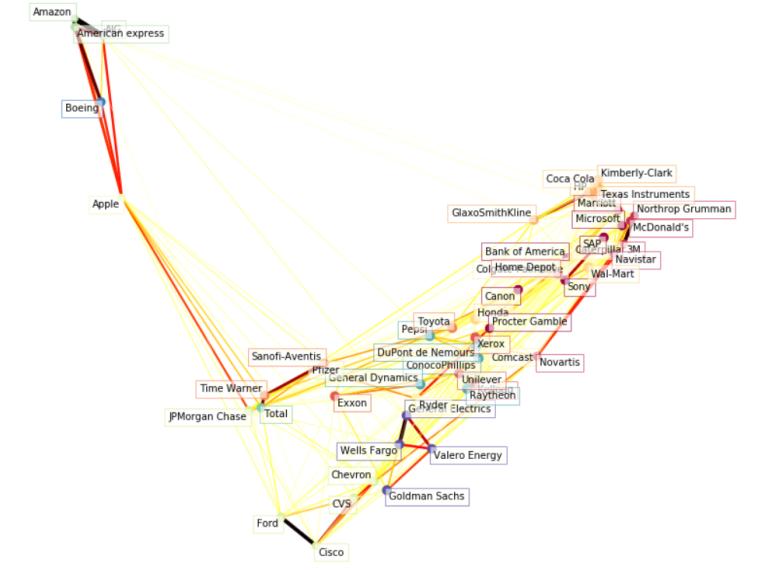 Amazon
AIG
American express
Boeing
Apple
Coca Cola
Kimberly-Clark
HP
Texas Instruments
Marriott
Northrop Grumman
GlaxoSmithKline
Microsoft
McDonald's
SAP
Caterpillar
3M
Bank of America
Navistar
Home Depot
Wal-Mart
Sony
Canon
Honda
Toyota
Procter Gamble
Pepsi
Xerox
DuPont de Nemours
Sanofi-Aventis
Comcast
Novartis
ConocoPhillips
Pfizer
General Dynamics
Unilever
Time Warner
Raytheon
Exxon
Ryder
General Electrics
JPMorgan Chase
Total
Wells Fargo
Valero Energy
Chevron
Goldman Sachs
CVS
Ford
Cisco